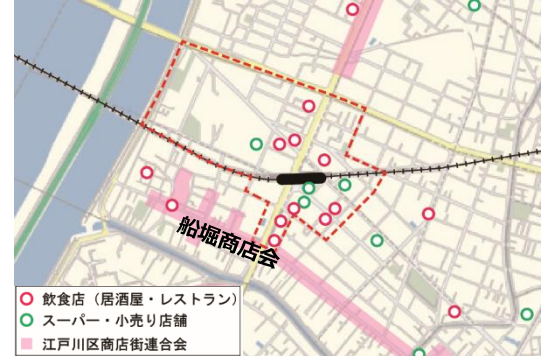 船堀商店会
飲食店（居酒屋・レストラン）
スーパー・小売り店舗
江戸川区商店街連合会